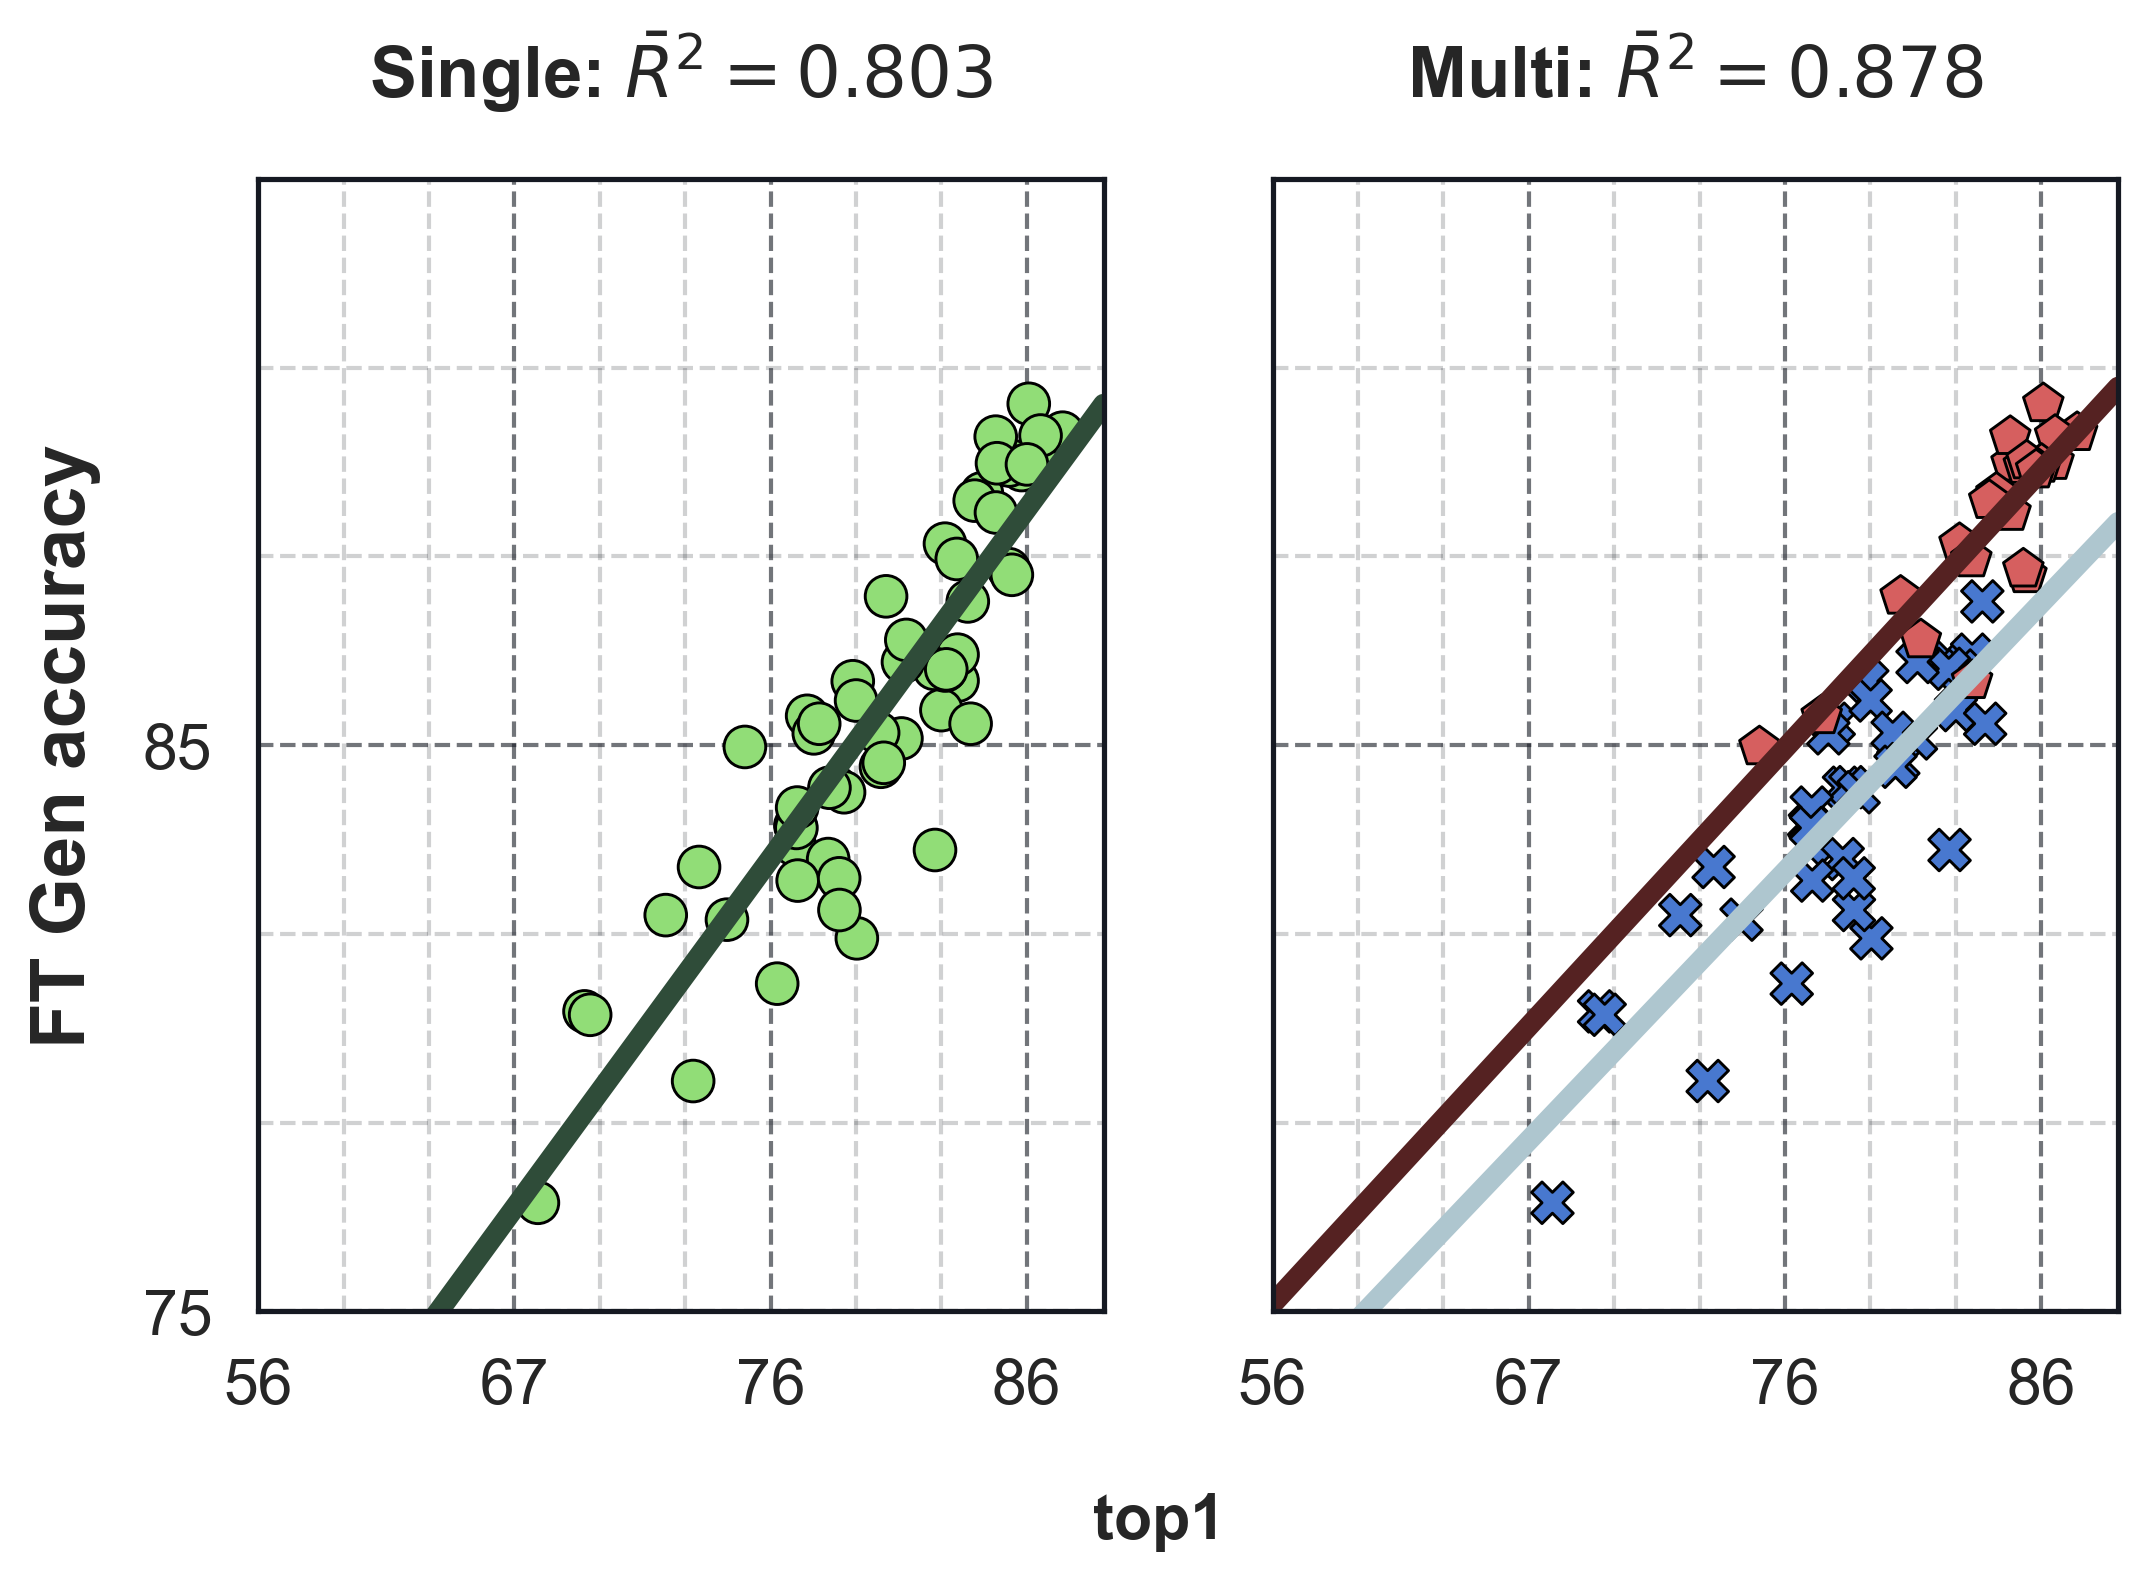 Single: R̄² = 0.803
Multi: R̄² = 0.878
FT Gen accuracy
85
75
56 67 76 86
56 67 76 86
top1